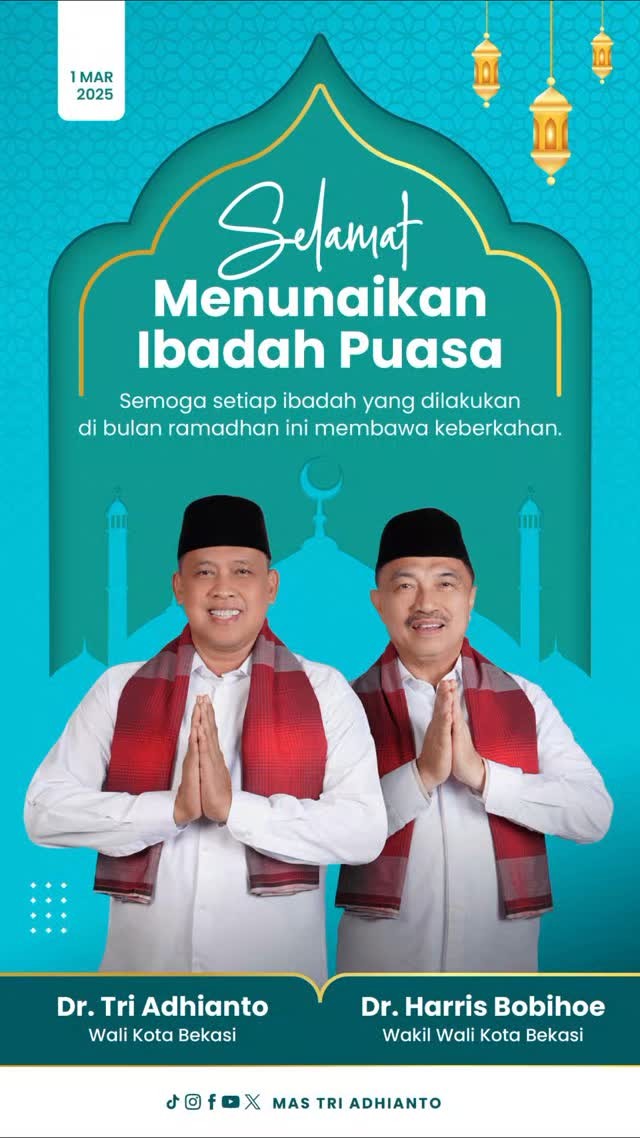 1 MAR
2025
Selamat
Menunaikan
Ibadah Puasa
Semoga setiap ibadah yang dilakukan
di bulan ramadhan ini membawa keberkahan.
Dr. Tri Adhianto
Wali Kota Bekasi
Dr. Harris Bobihoe
Wakil Wali Kota Bekasi
MAS TRI ADHIANTO